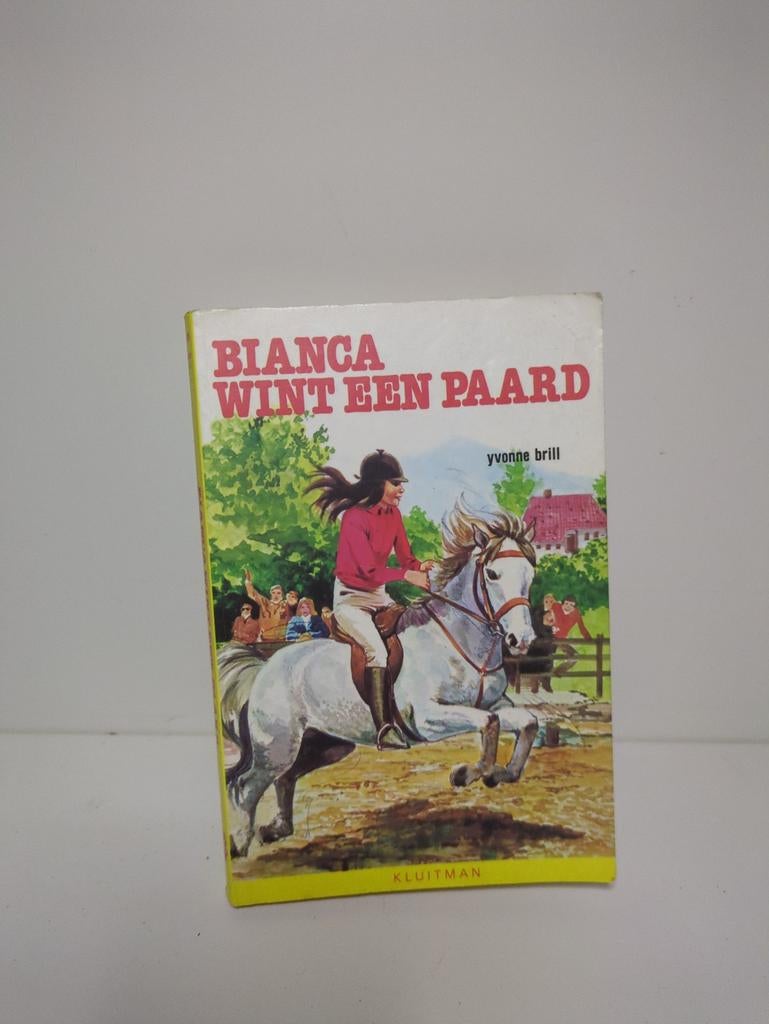 BIANCA
WINT EEN PAARD
yvonne brill
KLUITMAN